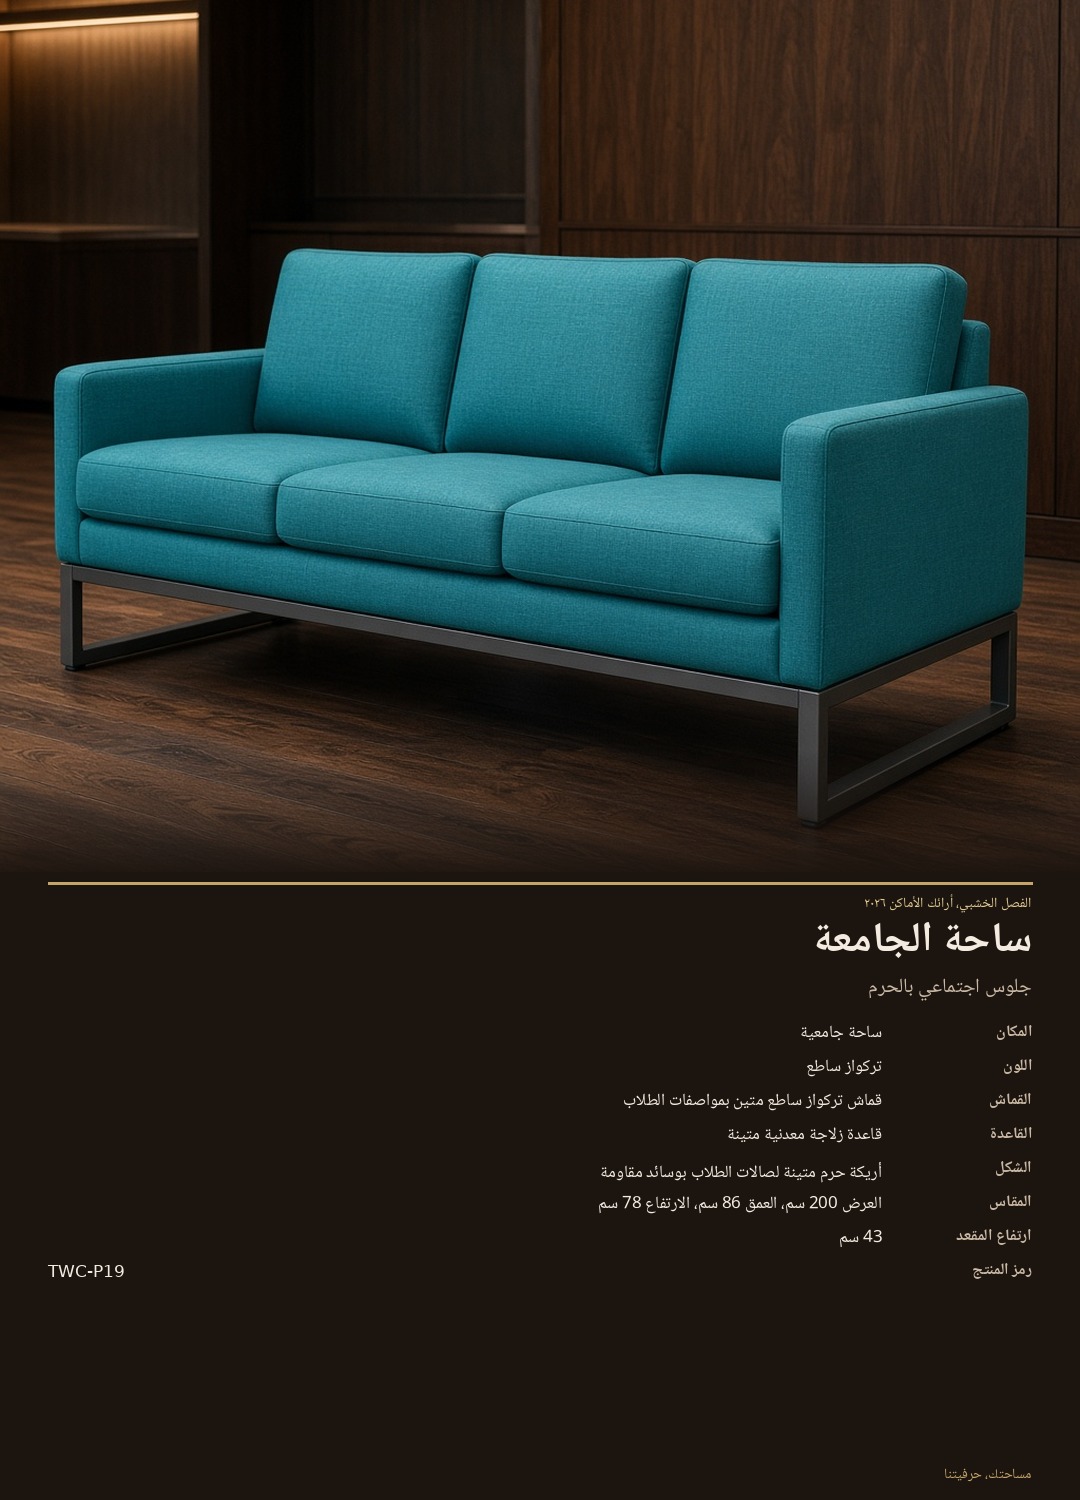 الفصل الخشبي، أرائك الأماكن ٢٠٢٦
ساحة الجامعة
جلوس اجتماعي بالحرم
المكان ساحة جامعية
اللون تركواز ساطع
القماش قماش تركواز ساطع متين بمواصفات الطلاب
القاعدة قاعدة زلاجة معدنية متينة
الشكل أريكة حرم متينة لصالات الطلاب بوسائد مقاومة
المقاس العرض 200 سم، العمق 86 سم، الارتفاع 78 سم
ارتفاع المقعد 43 سم
رمز المنتج TWC-P19
مساحتك، حرفيتنا